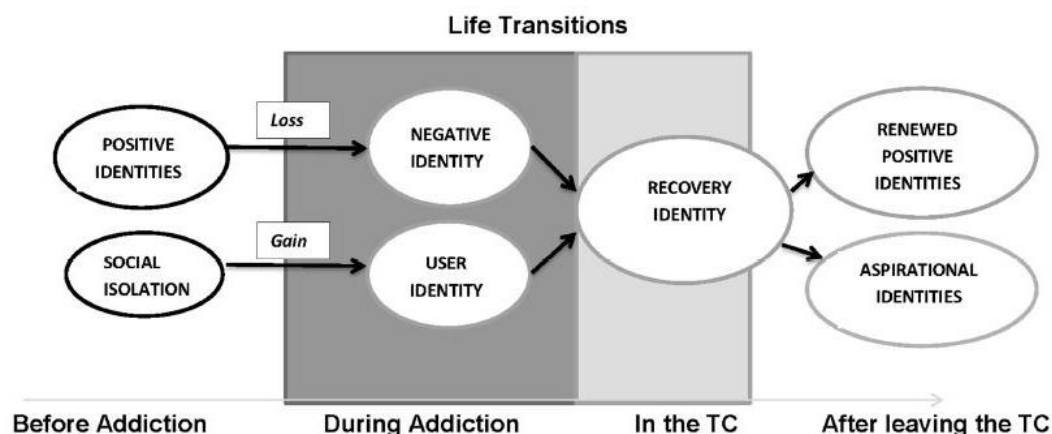 Life Transitions
Loss
POSITIVE
IDENTITIES
NEGATIVE
IDENTITY
RECOVERY
IDENTITY
RENEWED
POSITIVE
IDENTITIES
Gain
SOCIAL
ISOLATION
USER
IDENTITY
ASPIRATIONAL
IDENTITIES
Before Addiction
During Addiction
In the TC
After leaving the TC